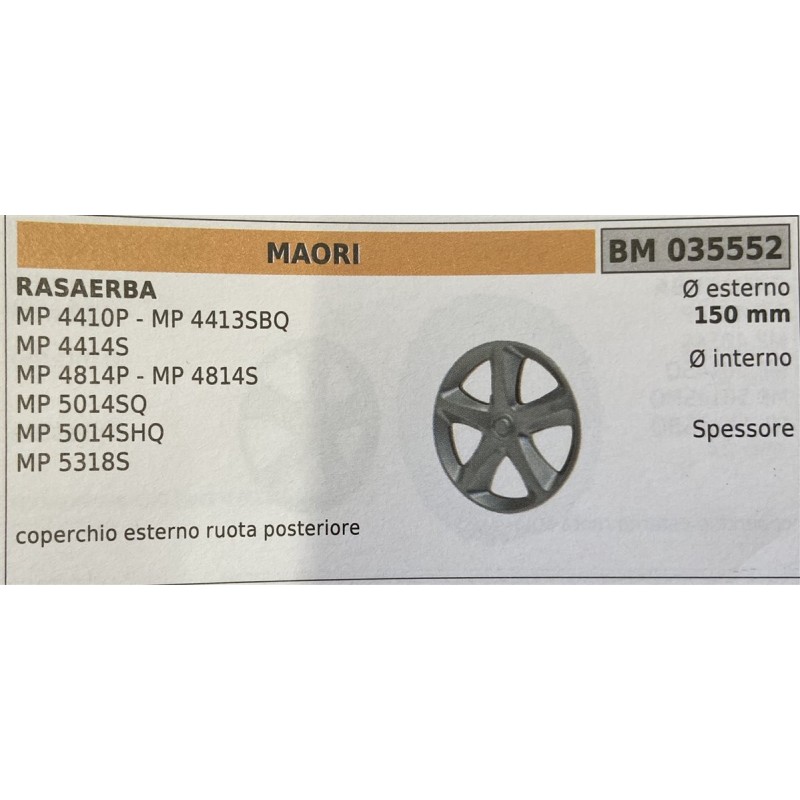 MAORI
BM 035552
RASAERBA
MP 4410P - MP 4413SBQ
MP 4414S
MP 4814P - MP 4814S
MP 5014SQ
MP 5014SHQ
MP 5318S
coperchio esterno ruota posteriore
Ø esterno
150 mm
Ø interno
Spessore